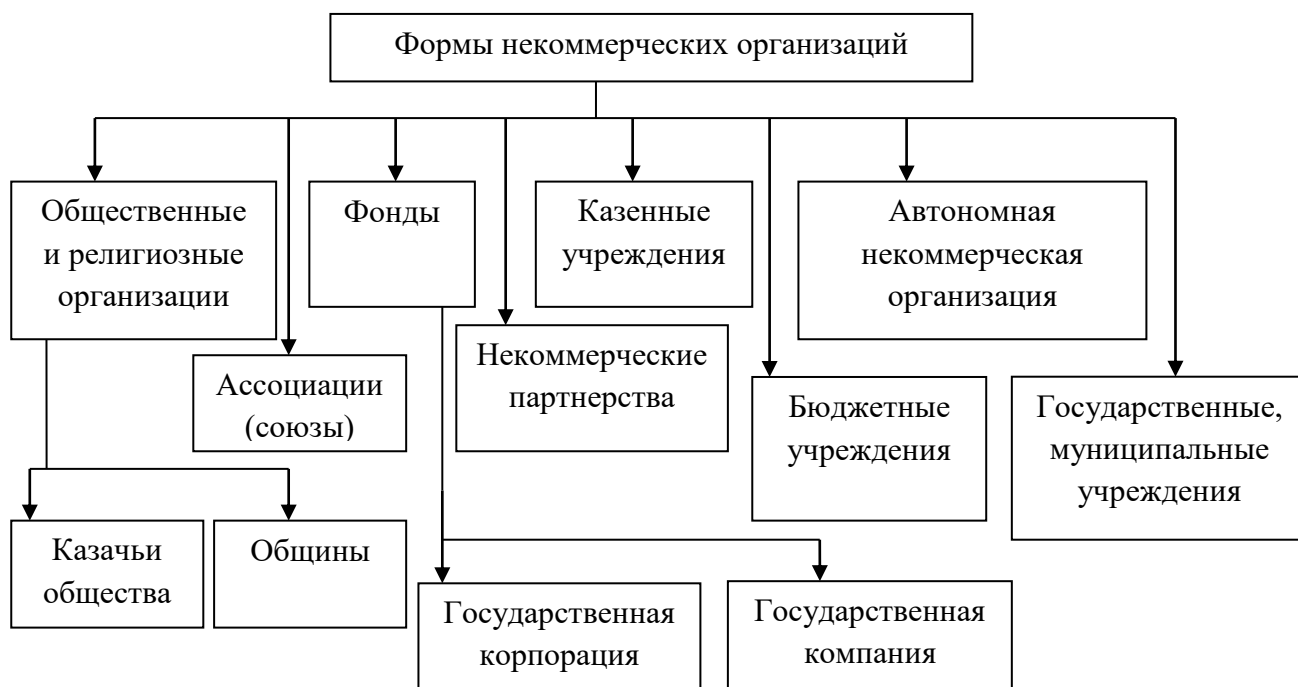 Формы некоммерческих организаций
Общественные
и религиозные
организации
Фонды
Казенные
учреждения
Автономная
некоммерческая
организация
Ассоциации
(союзы)
Некоммерческие
партнерства
Бюджетные
учреждения
Государственные,
муниципальные
учреждения
Казачьи
общества
Общины
Государственная
корпорация
Государственная
компания